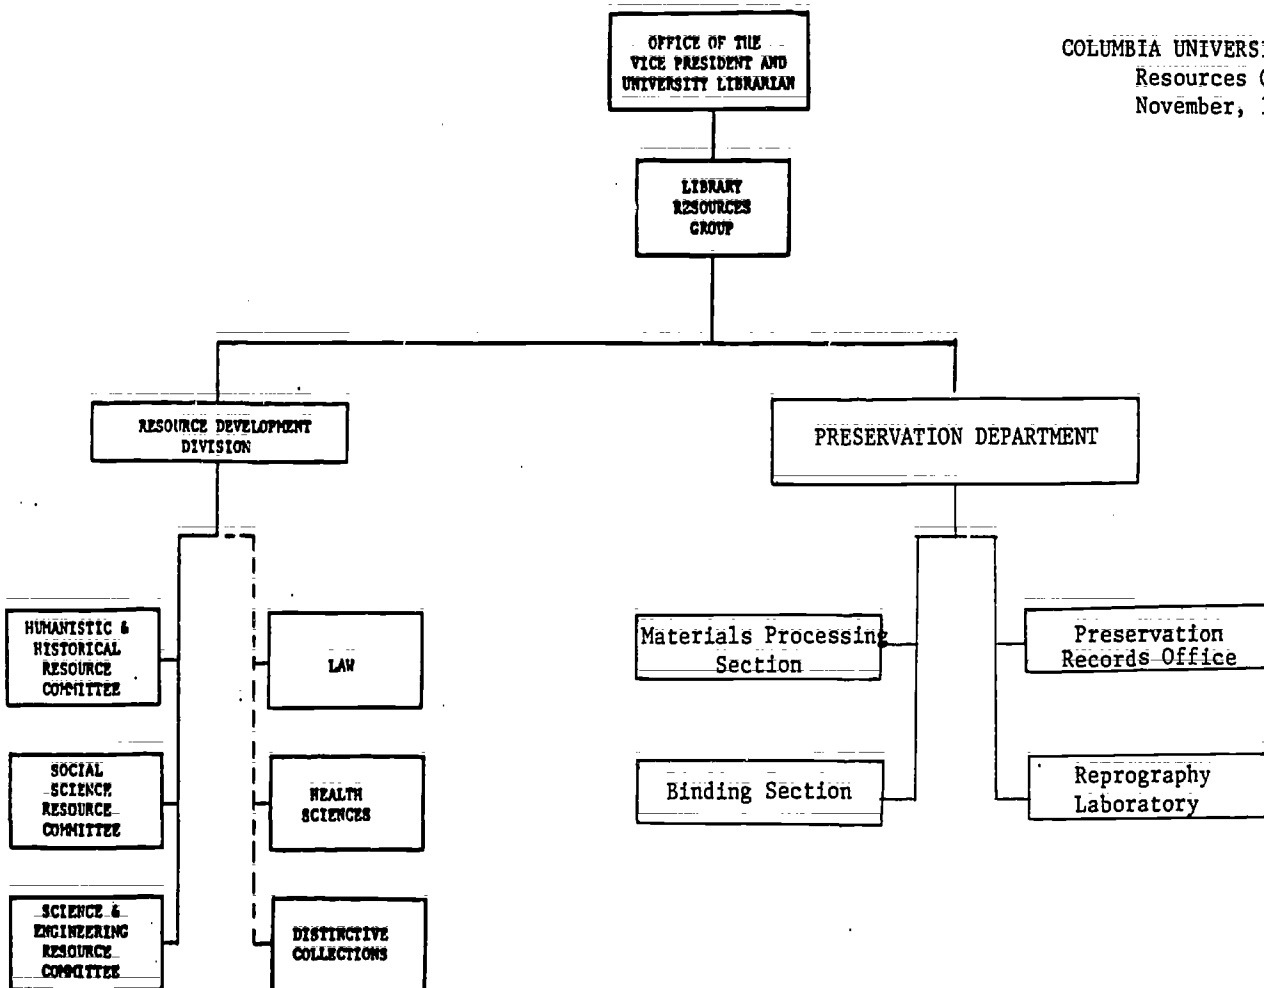 OFFICE OF THE
VICE PRESIDENT AND
UNIVERSITY LIBRARIAN
COLUMBIA
Resources
November,
LIBRARY
RESOURCES
GROUP
RESOURCE DEVELOPMENT
DIVISION
PRESERVATION DEPARTMENT
HUMANISTIC &
HISTORICAL
RESOURCE
COMMITTEE
LAW
Materials Processing
Section
Preservation
Records Office
SOCIAL
SCIENCE
RESOURCE
COMMITTEE
HEALTH
SCIENCES
Binding Section
Reprography
Laboratory
SCIENCE &
ENGINEERING
RESOURCE
COMMITTEE
DISTINCTIVE
COLLECTIONS